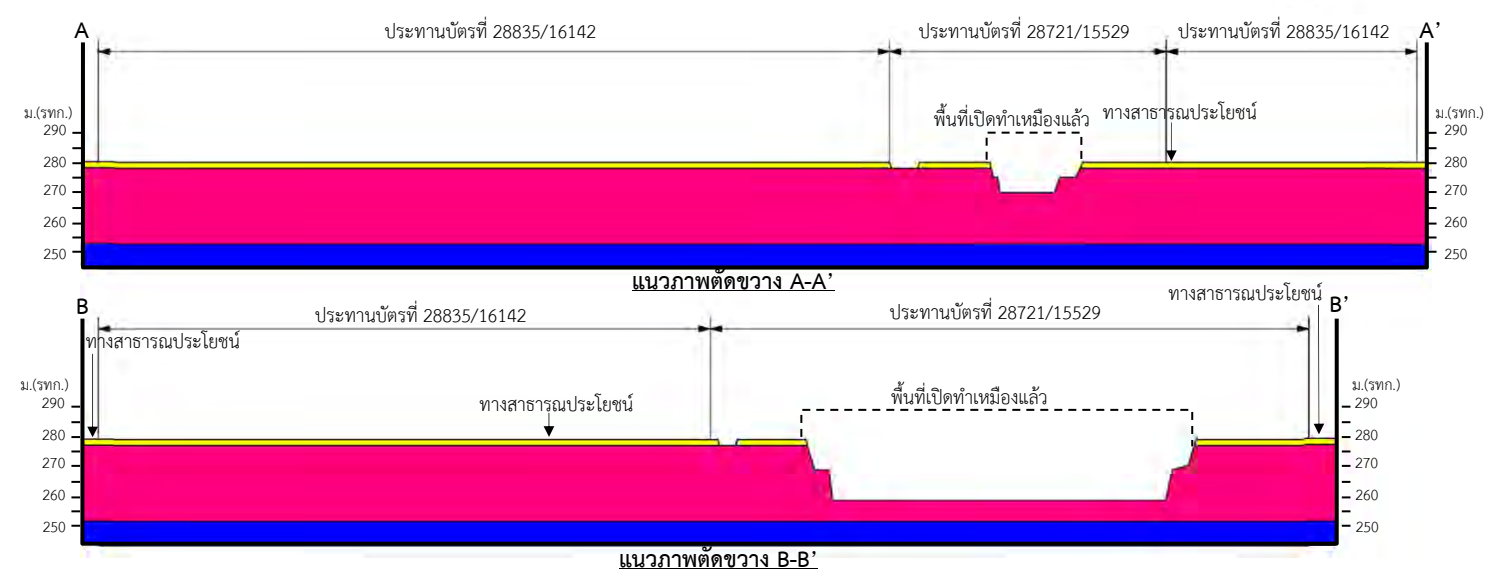 A
ประทานบัตรที่ 28835/16142
ประทานบัตรที่ 28721/15529
ประทานบัตรที่ 28835/16142
A’
ม.(รทก.)
290
280
270
260
250
พื้นที่เปิดทำเหมืองแล้ว
ทางสาธารณประโยชน์
ม.(รทก.)
290
280
270
260
250
แนวภาพตัดขวาง A-A’
B
ประทานบัตรที่ 28835/16142
ประทานบัตรที่ 28721/15529
ทางสาธารณประโยชน์
B’
ทางสาธารณประโยชน์
ม.(รทก.)
290
280
270
260
250
ทางสาธารณประโยชน์
พื้นที่เปิดทำเหมืองแล้ว
ม.(รทก.)
290
280
270
260
250
แนวภาพตัดขวาง B-B’